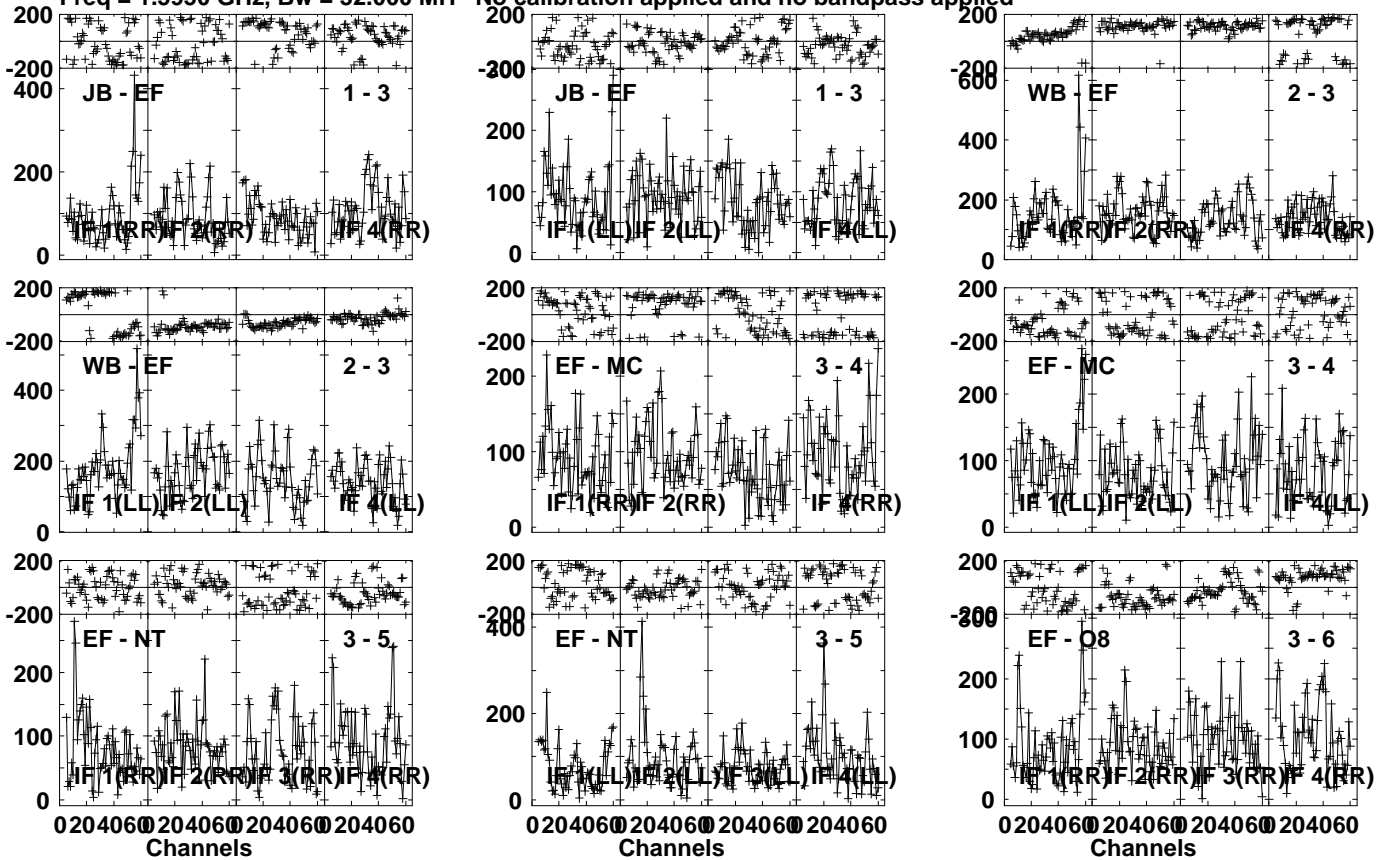 Freq = 1.5950 GHz, Bw = 32.000 MH No calibration applied and no bandpass applied
200
-200
400
200
0
JB - EF
1 - 3
IF 1(RR) IF 2(RR) IF 4(RR)
300
200
100
0
JB - EF
1 - 3
IF 1(LL) IF 2(LL) IF 4(LL)
200
-200
600
400
200
0
WB - EF
2 - 3
IF 1(RR) IF 2(RR) IF 4(RR)
200
-200
400
200
0
WB - EF
2 - 3
IF 1(LL) IF 2(LL) IF 4(LL)
200
-200
200
100
0
EF - MC
3 - 4
IF 1(RR) IF 2(RR) IF 4(RR)
200
-200
200
100
0
EF - MC
3 - 4
IF 1(LL) IF 2(LL) IF 4(LL)
200
-200
200
100
0
EF - NT
3 - 5
IF 1(RR) IF 2(RR) IF 3(RR) IF 4(RR)
200
-200
400
200
0
EF - NT
3 - 5
IF 1(LL) IF 2(LL) IF 3(LL) IF 4(LL)
200
-200
300
200
100
0
EF - O8
3 - 6
IF 1(RR) IF 2(RR) IF 3(RR) IF 4(RR)
0 20 40 60 0 20 40 60 0 20 40 60 0 20 40 60
Channels
0 20 40 60 0 20 40 60 0 20 40 60 0 20 40 60
Channels
0 20 40 60 0 20 40 60 0 20 40 60 0 20 40 60
Channels